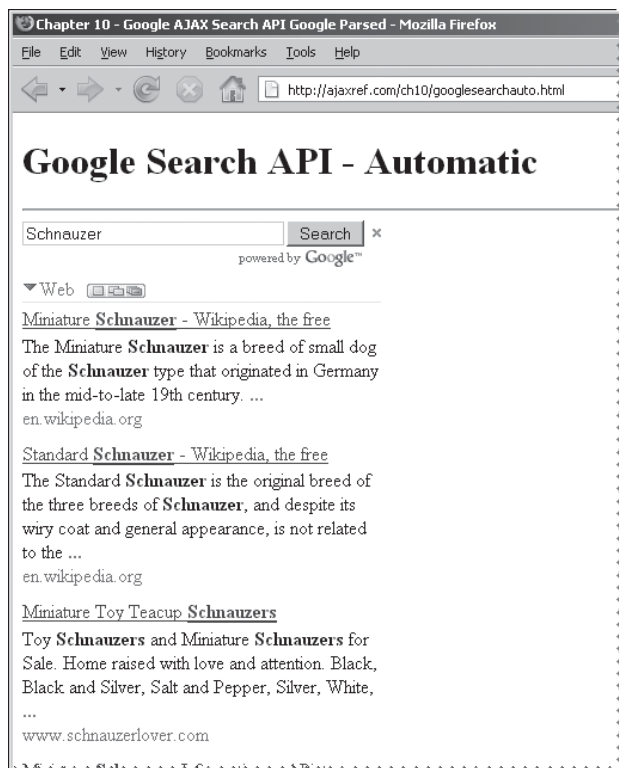 Chapter 10 - Google AJAX Search API Google Parsed - Mozilla Firefox
File Edit View History Bookmarks Tools Help
http://ajaxref.com/ch10/googlesearchauto.html
Google Search API - Automatic
Schnauzer Search ×
powered by Google™
Web
Miniature Schnauzer - Wikipedia, the free
The Miniature Schnauzer is a breed of small dog
of the Schnauzer type that originated in Germany
in the mid-to-late 19th century. ...
en.wikipedia.org
Standard Schnauzer - Wikipedia, the free
The Standard Schnauzer is the original breed of
the three breeds of Schnauzer, and despite its
wiry coat and general appearance, is not related
to the ...
en.wikipedia.org
Miniature Toy Teacup Schnauzers
Toy Schnauzers and Miniature Schnauzers for
Sale. Home raised with love and attention. Black,
Black and Silver, Salt and Pepper, Silver, White,
...
www.schnauzerlover.com